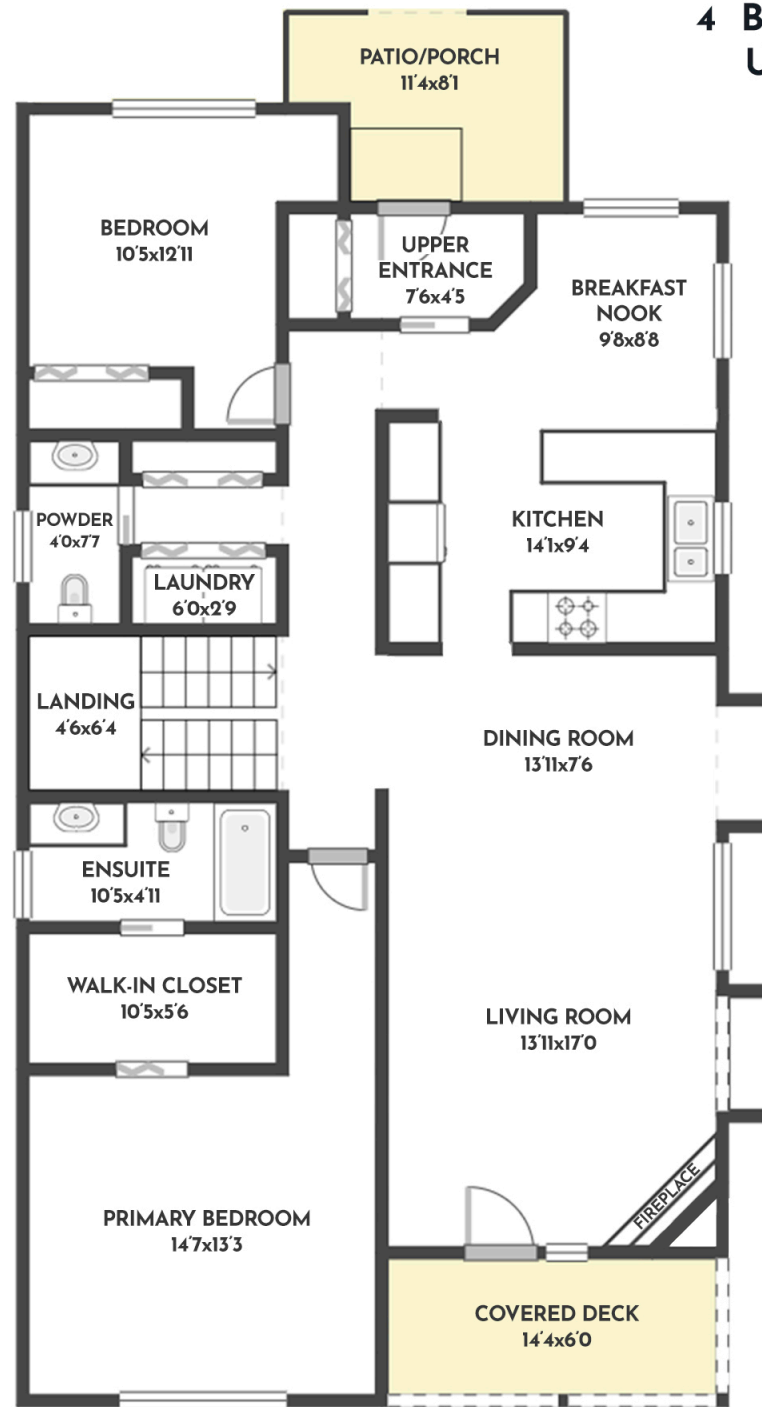 4 B
U
PATIO/PORCH
11'4x8'1
BEDROOM
10'5x12'11
UPPER
ENTRANCE
7'6x4'5
BREAKFAST
NOOK
9'8x8'8
POWDER
4'0x7'7
KITCHEN
14'1x9'4
LAUNDRY
6'0x2'9
LANDING
4'6x6'4
DINING ROOM
13'11x7'6
ENSUITE
10'5x4'11
WALK-IN CLOSET
10'5x5'6
LIVING ROOM
13'11x17'0
FIREPLACE
PRIMARY BEDROOM
14'7x13'3
COVERED DECK
14'4x6'0